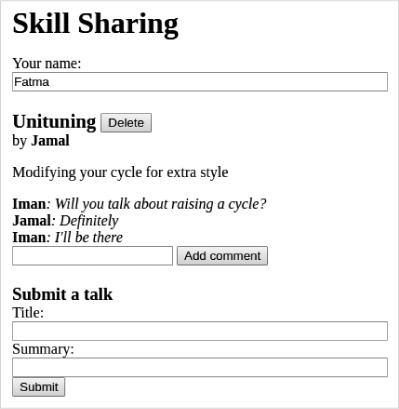 Skill Sharing
Your name:
Fatma
Unituning Delete
by Jamal
Modifying your cycle for extra style
Iman: Will you talk about raising a cycle?
Jamal: Definitely
Iman: I'll be there
Add comment
Submit a talk
Title:
Summary:
Submit